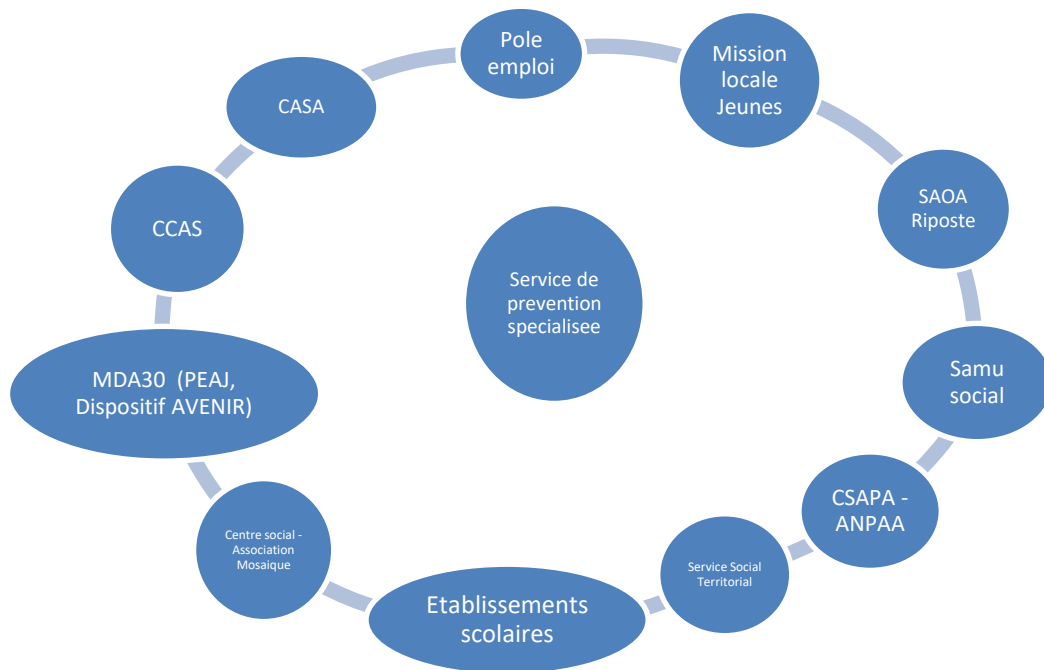 Pole
emploi
Mission
locale
Jeunes
CASA
SAOA
Riposte
CCAS
Service de
prevention
specialisee
Samu
social
MDA30 (PEAJ,
Dispositif AVENIR)
CSAPA -
ANPAA
Centre social -
Association
Mosaique
Service Social
Territorial
Etablissements
scolaires